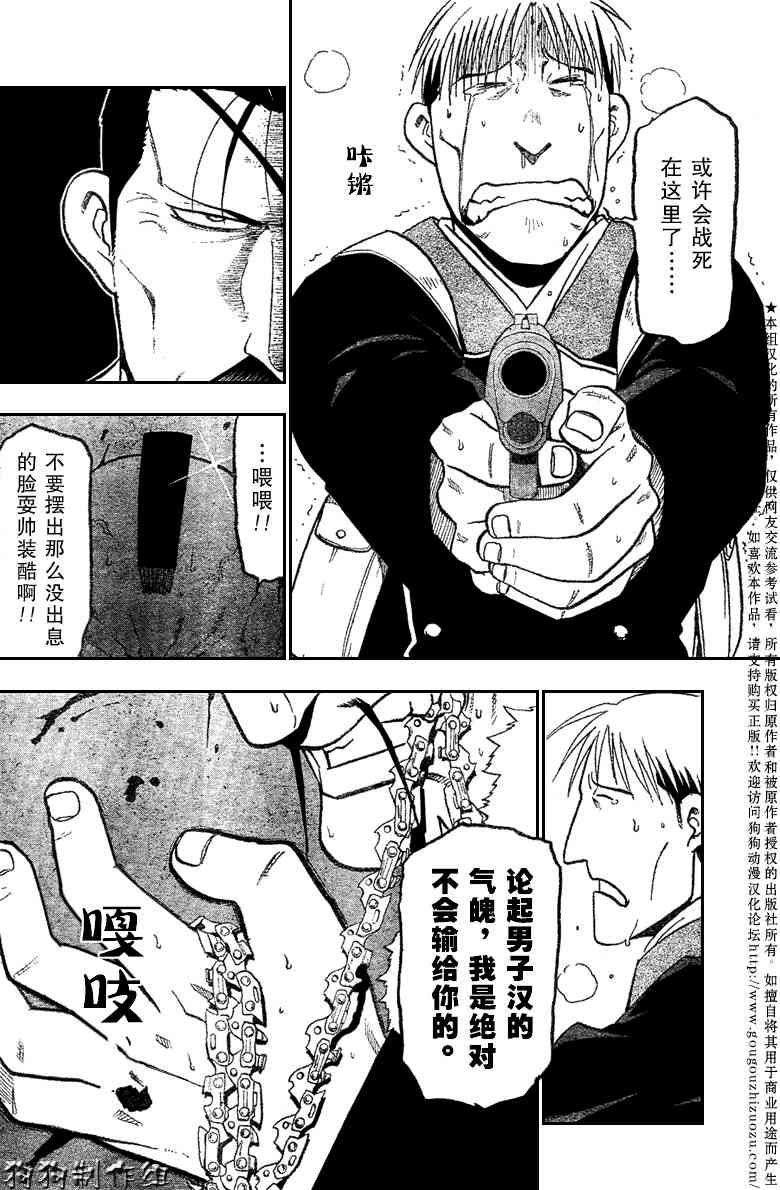 或许会战死
在这里了……
咔
锵
…喂喂!!
不要摆出那么没出息
的脸耍帅装酷啊!!
论起男子汉的
气魄，我是绝对
不会输给你的。
嘎
吱
★本组汉化的所有作品，仅供网友交流参考试看，所有版权归原作者和被原作者授权的出版社所有。如擅自将其用于商业用途而产生
如喜欢本作品，请支持购买正版!!欢迎访问狗狗动漫汉化论坛http://www.gougouzhizuozu.com/
狗狗制作组